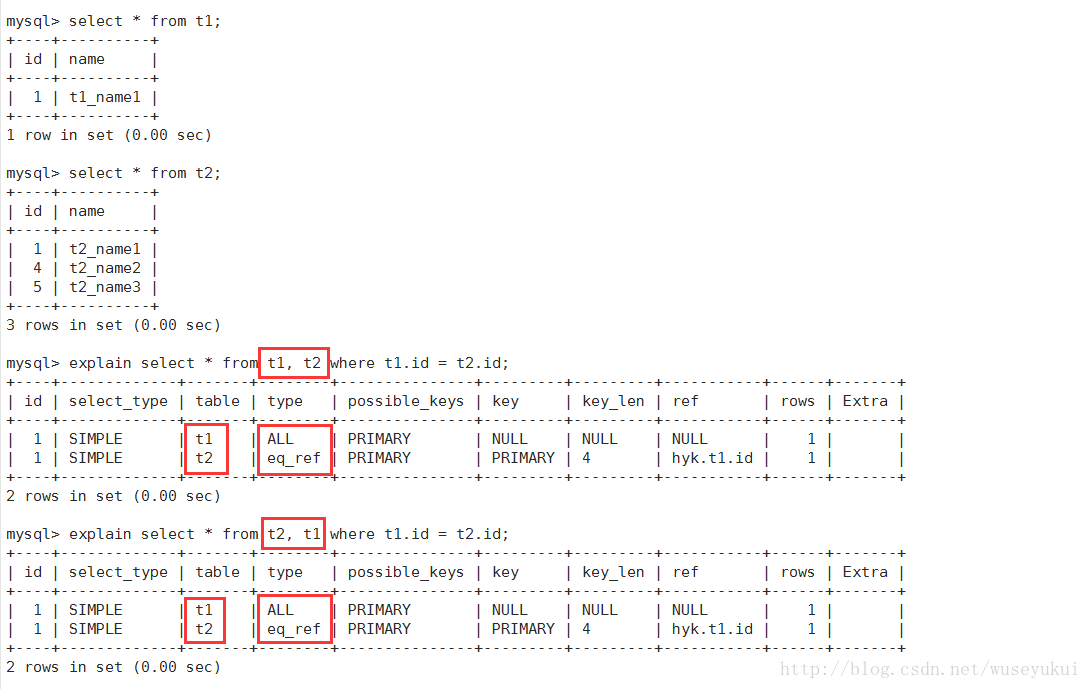 mysql> select * from t1;
+----+----------+
| id | name     |
+----+----------+
|  1 | t1_name1 |
+----+----------+
1 row in set (0.00 sec)
mysql> select * from t2;
+----+----------+
| id | name     |
+----+----------+
|  1 | t2_name1 |
|  4 | t2_name2 |
|  5 | t2_name3 |
+----+----------+
3 rows in set (0.00 sec)
mysql> explain select * from t1, t2 where t1.id = t2.id;
+----+-------------+-------+--------+---------------+---------+---------+-----------+------+-------+
| id | select_type | table | type   | possible_keys | key     | key_len | ref       | rows | Extra |
+----+-------------+-------+--------+---------------+---------+---------+-----------+------+-------+
|  1 | SIMPLE      | t1    | ALL    | PRIMARY       | NULL    | NULL    | NULL      |    1 |       |
|  1 | SIMPLE      | t2    | eq_ref | PRIMARY       | PRIMARY | 4       | hyk.t1.id |    1 |       |
+----+-------------+-------+--------+---------------+---------+---------+-----------+------+-------+
2 rows in set (0.00 sec)
mysql> explain select * from t2, t1 where t1.id = t2.id;
+----+-------------+-------+--------+---------------+---------+---------+-----------+------+-------+
| id | select_type | table | type   | possible_keys | key     | key_len | ref       | rows | Extra |
+----+-------------+-------+--------+---------------+---------+---------+-----------+------+-------+
|  1 | SIMPLE      | t1    | ALL    | PRIMARY       | NULL    | NULL    | NULL      |    1 |       |
|  1 | SIMPLE      | t2    | eq_ref | PRIMARY       | PRIMARY | 4       | hyk.t1.id |    1 |       |
+----+-------------+-------+--------+---------------+---------+---------+-----------+------+-------+
2 rows in set (0.00 sec)
http://blog.csdn.net/wuseyukui